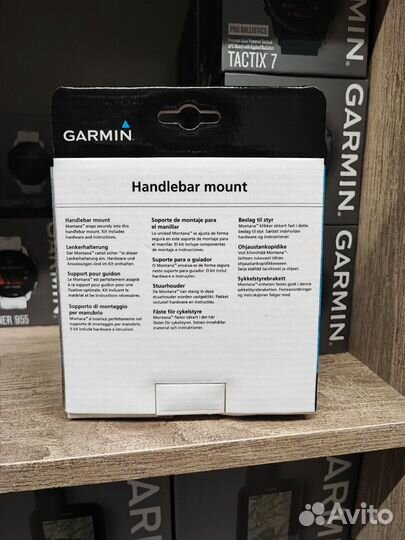 PRO BALLISTICS
TACTIX 7
GARMIN
GARMIN
GARMIN.
Handlebar mount
Handlebar mount
Montana™ snaps securely into this
handlebar mount. Kit includes
hardware and instructions.
Lenkerhalterung
Der Montana™ rastet sicher "in dieser
Lenkerhalterung ein. Hardware und
Anweisungen sind im Kit enthalten.
Support pour guidon
Le Montana™ est parfaitement adapté
à ce support pour guidon pour une
fixation optimale. Kit incluant le
matériel et les instructions nécessaires.
Supporto di montaggio
per manubrio
Montana™ si inserisce perfettamente nel
supporto di montaggio per manubrio. Il
kit include hardware e istruzioni.
Soporte de montaje para
el manillar
La unidad Montana™ se ajusta de forma
segura en este soporte de montaje para
el manillar. El kit incluye componentes
de montaje e instrucciones.
Suporte para o guiador
O Montana™ encaixa-se de forma segura
neste suporte para guiador. O kit inclui
hardware e instruções.
Stuurhouder
De Montana™ kan stevig in deze
stuurhouder worden vastgeklikt. Pakket
inclusief hardware en instructies.
Fäste för cykelstyre
Montana™ fäster säkert i det här
fästet för cykelstyret. Satsen innehåller
material och instruktioner.
Beslag til styr
Montana™ klikker sikkert fast i dette
beslag til styr. Sættet indeholder
hardware og instruktioner.
Ohjaustankopidike
Voit kiinnittää Montana™-
laitteen tukevasti tähän
ohjaustankopidikkeeseen.
Sarja sisältää tarvikkeet ja ohjeet.
Sykkelstyrebrakett
Montana™ enheten festet godt i denne
sykkelstyrebraketten. Festeanordninger
og instruksjoner følger med.
NER 955
GARMIN
Avito